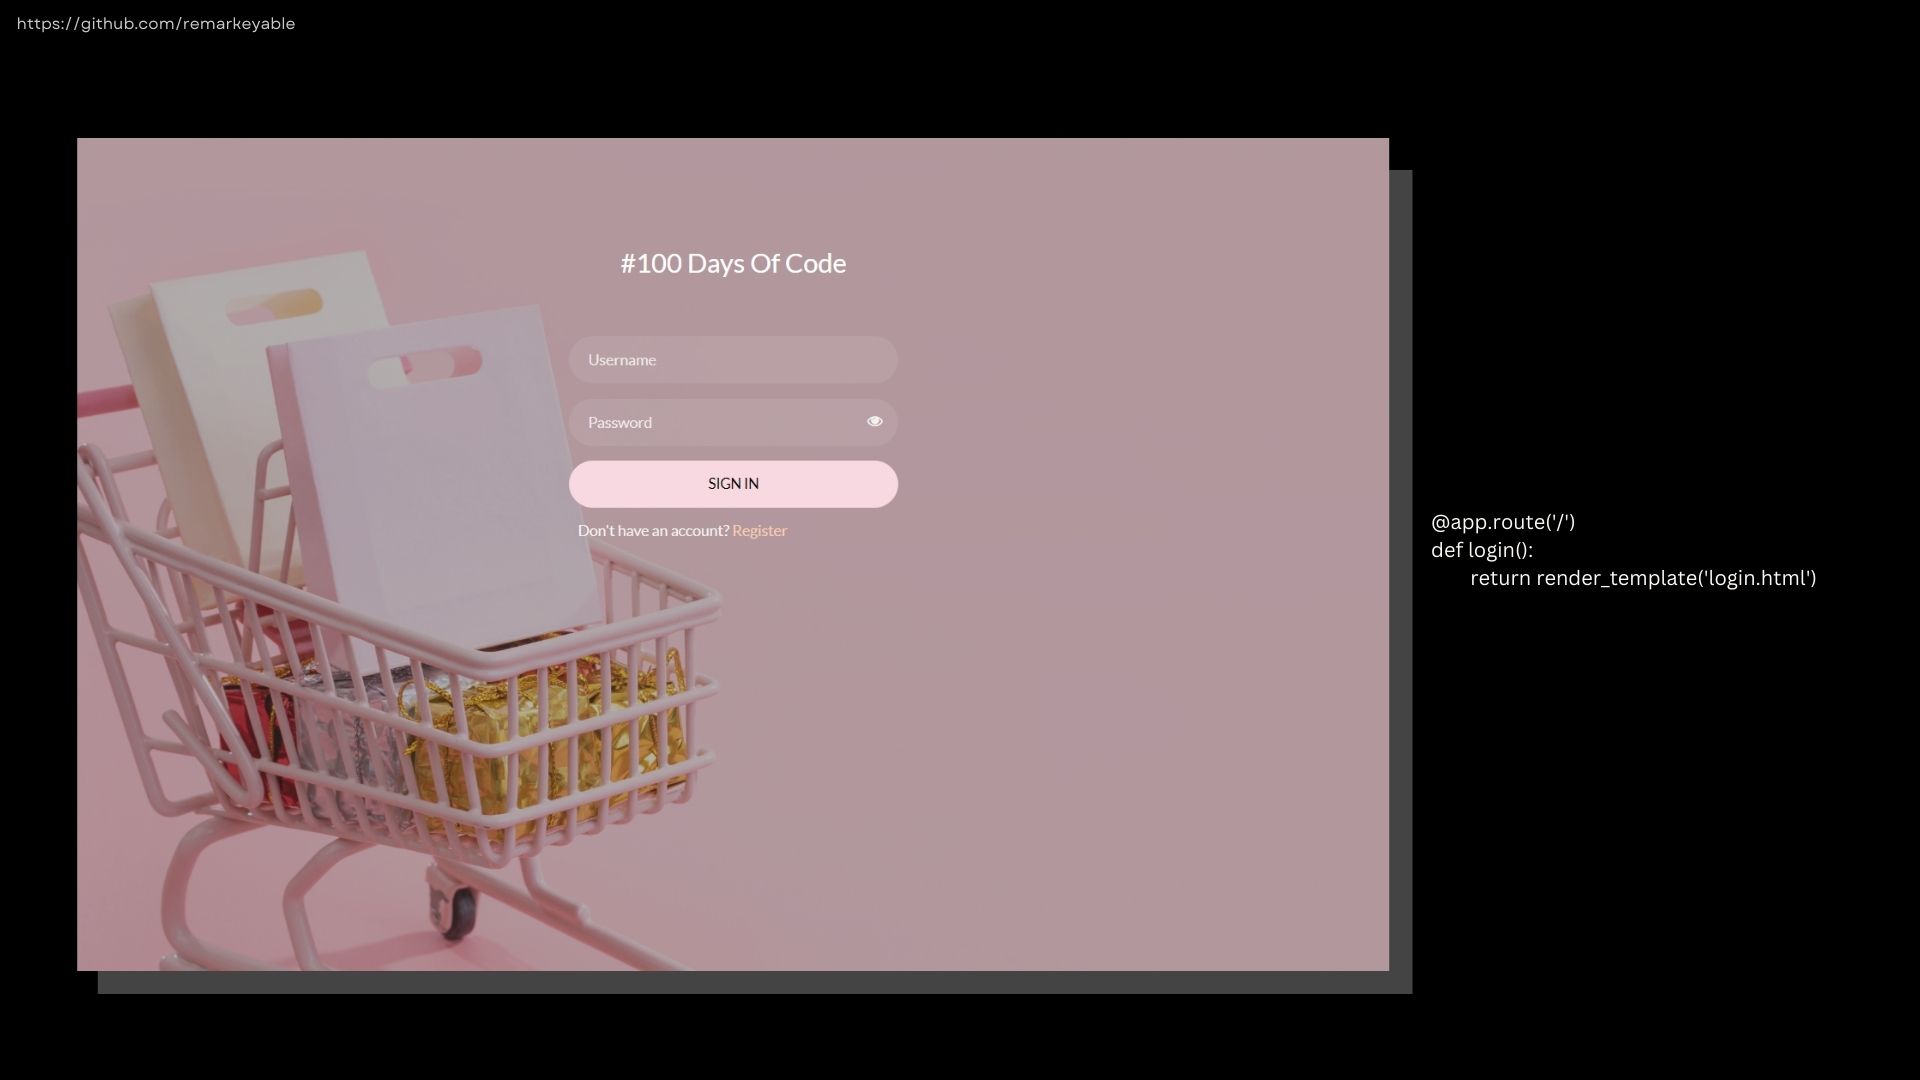 https://github.com/remarkeyable
#100 Days Of Code
Username
Password
SIGN IN
Don't have an account? Register
@app.route('/')
def login():
return render_template('login.html')